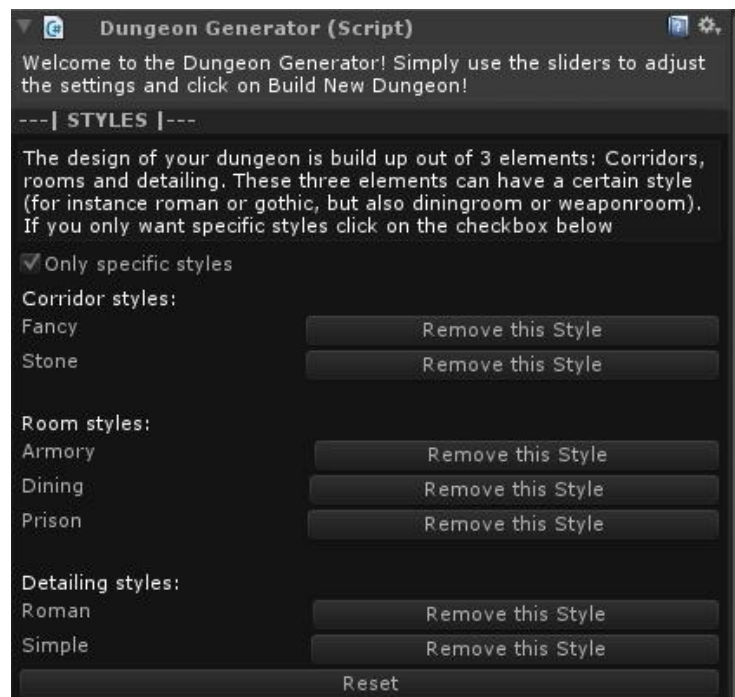 Dungeon Generator (Script)
Welcome to the Dungeon Generator! Simply use the sliders to adjust
the settings and click on Build New Dungeon!
---| STYLES |---
The design of your dungeon is build up out of 3 elements: Corridors,
rooms and detailing. These three elements can have a certain style
(for instance roman or gothic, but also diningroom or weaponroom).
If you only want specific styles click on the checkbox below
Only specific styles
Corridor styles:
Fancy Remove this Style
Stone Remove this Style
Room styles:
Armory Remove this Style
Dining Remove this Style
Prison Remove this Style
Detailing styles:
Roman Remove this Style
Simple Remove this Style
Reset